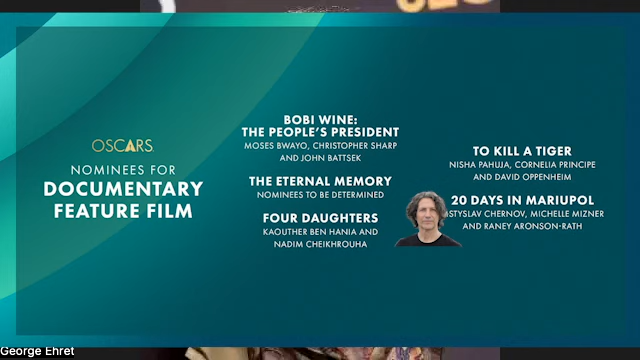 OSCARS
NOMINEES FOR
DOCUMENTARY
FEATURE FILM
BOBI WINE:
THE PEOPLE'S PRESIDENT
MOSES BWAYO, CHRISTOPHER SHARP
AND JOHN BATTSEK
THE ETERNAL MEMORY
NOMINEES TO BE DETERMINED
FOUR DAUGHTERS
KAOUTHER BEN HANIA AND
NADIM CHEIKHROUHA
TO KILL A TIGER
NISHA PAHUJA, CORNELIA PRINCIPE
AND DAVID OPPENHEIM
20 DAYS IN MARIUPOL
STYSLAV CHERNOV, MICHELLE MIZNER
AND RANEY ARONSON-RATH
George Ehret